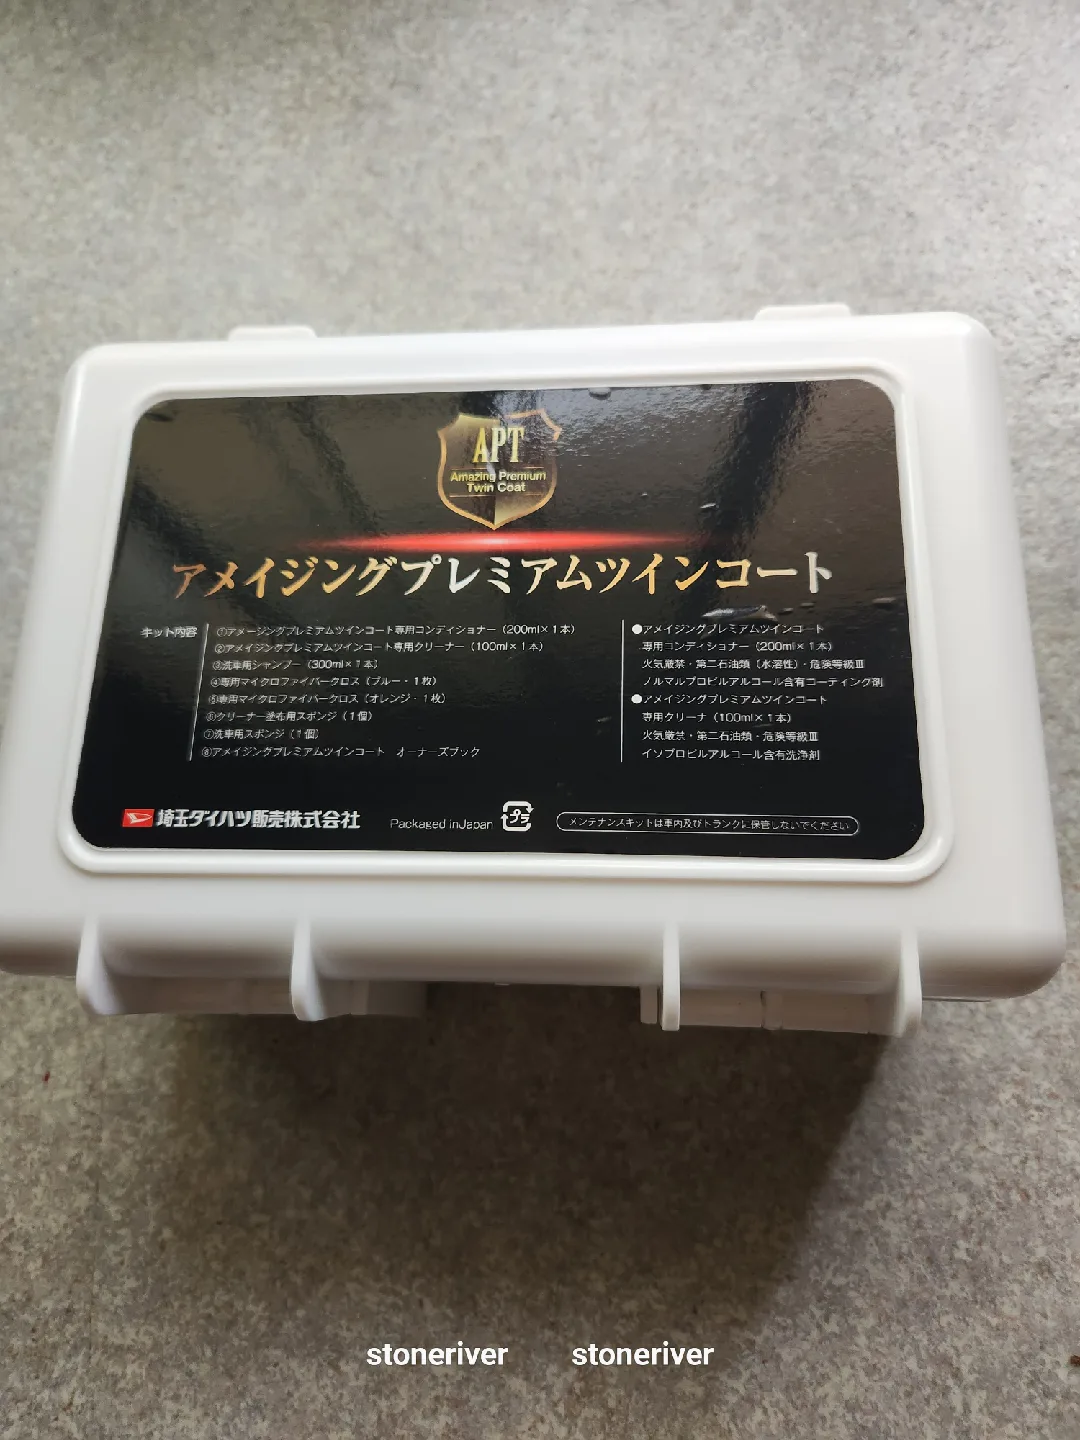 APT
Amazing Premium
Twin Coat
アメイジングプレミアムツインコート
キット内容
①アメージングプレミアムツインコート専用コンディショナー(200ml×1本)
②アメイジングプレミアムツインコート専用クリーナー(100ml×1本)
③洗車用シャンプー(300ml×1本)
④専用マイクロファイバークロス(ブルー・1枚)
⑤専用マイクロファイバークロス(オレンジ・1枚)
⑥クリーナー塗布用スポンジ(1個)
⑦洗車用スポンジ(1個)
⑧アメイジングプレミアムツインコート オーナーズブック
●アメイジングプレミアムツインコート
専用コンディショナー(200ml×1本)
火気厳禁・第二石油類(水溶性)・危険等級Ⅲ
ノルマルプロピルアルコール含有コーティング剤
●アメイジングプレミアムツインコート
専用クリーナ(100ml×1本)
火気厳禁・第二石油類・危険等級Ⅲ
イソプロピルアルコール含有洗浄剤
埼玉ダイハツ販売株式会社
Packaged inJapan
プラ
メンテナンスキットは車内及びトランクに保管しないでください
stoneriver stoneriver